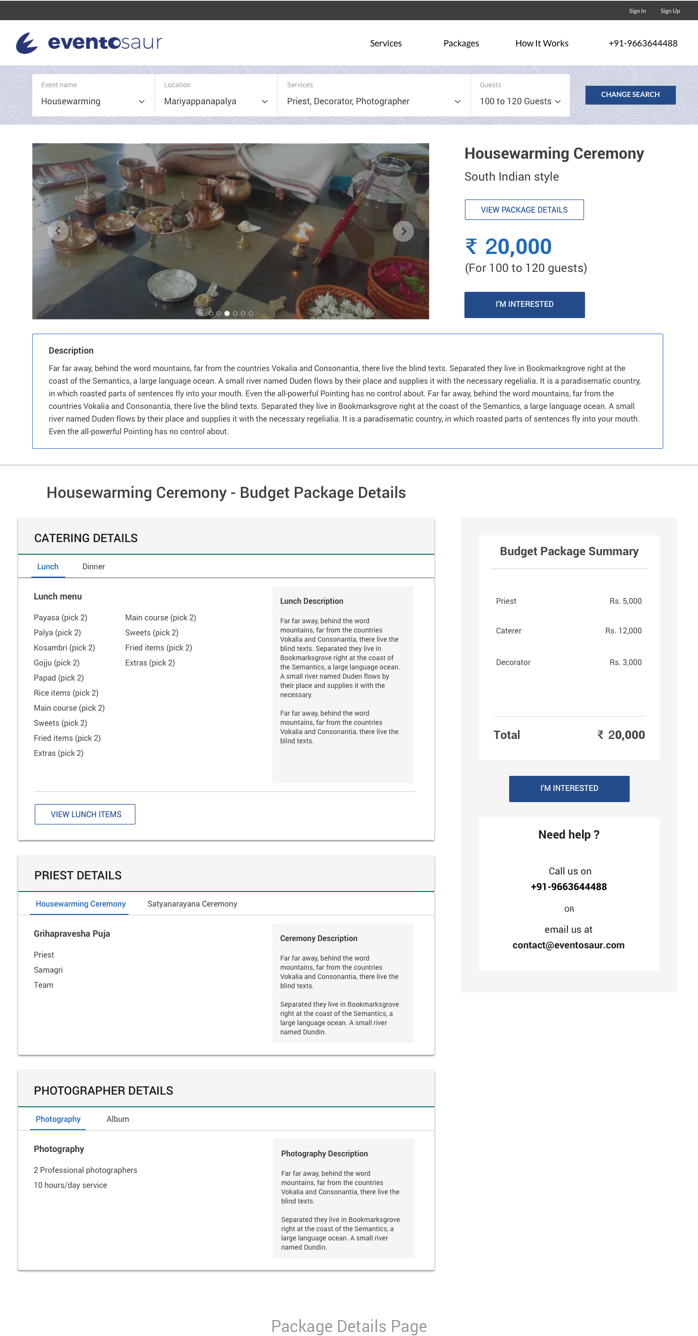 Sign In
Sign Up
eventosaur
Services
Packages
How It Works
+91-9663644488
Event name
Housewarming
Location
Mariyappanapalya
Services
Priest, Decorator, Photographer
Guests
100 to 120 Guests
CHANGE SEARCH
Housewarming Ceremony
South Indian style
VIEW PACKAGE DETAILS
₹ 20,000
(For 100 to 120 guests)
I'M INTERESTED
Description
Far far away, behind the word mountains, far from the countries Vokalia and Consonantia, there live the blind texts. Separated they live in Bookmarksgrove right at the
coast of the Semantics, a large language ocean. A small river named Duden flows by their place and supplies it with the necessary regelialia. It is a paradisematic country,
in which roasted parts of sentences fly into your mouth. Even the all-powerful Pointing has no control about. Far far away, behind the word mountains, far from the
countries Vokalia and Consonantia, there live the blind texts. Separated they live in Bookmarksgrove right at the coast of the Semantics, a large language ocean. A small
river named Duden flows by their place and supplies it with the necessary regelialia. It is a paradisematic country, in which roasted parts of sentences fly into your mouth.
Even the all-powerful Pointing has no control about.
Housewarming Ceremony - Budget Package Details
CATERING DETAILS
Lunch
Dinner
Lunch menu
Payasa (pick 2)
Palya (pick 2)
Kosambri (pick 2)
Gojju (pick 2)
Papad (pick 2)
Rice items (pick 2)
Main course (pick 2)
Sweets (pick 2)
Fried items (pick 2)
Extras (pick 2)
Main course (pick 2)
Sweets (pick 2)
Fried items (pick 2)
Extras (pick 2)
Lunch Description
Far far away, behind the word
mountains, far from the countries
Vokalia and Consonantia, there live the
blind texts. Separated they live in
Bookmarksgrove right at the coast of
the Semantics, a large language ocean.
A small river named Duden flows by
their place and supplies it with the
necessary.
Far far away, behind the word
mountains, far from the countries
Vokalia and Consonantia, there live the
blind texts.
VIEW LUNCH ITEMS
PRIEST DETAILS
Housewarming Ceremony
Satyanarayana Ceremony
Grihapravesha Puja
Priest
Samagri
Team
Ceremony Description
Far far away, behind the word
mountains, far from the countries
Vokalia and Consonantia, there live the
blind texts.
Separated they live in Bookmarksgrove
right at the coast of the Semantics, a
large language ocean. A small river
named Dundin.
PHOTOGRAPHER DETAILS
Photography
Album
Photography
2 Professional photographers
10 hours/day service
Photography Description
Far far away, behind the word
mountains, far from the countries
Vokalia and Consonantia, there live the
blind texts.
Separated they live in Bookmarksgrove
right at the coast of the Semantics, a
large language ocean. A small river
named Dundin.
Budget Package Summary
Priest Rs. 5,000
Caterer Rs. 12,000
Decorator Rs. 3,000
Total ₹ 20,000
I'M INTERESTED
Need help ?
Call us on
+91-9663644488
OR
email us at
contact@eventosaur.com
Package Details Page